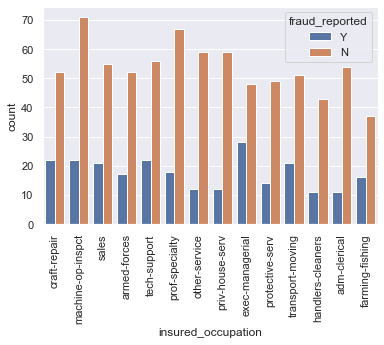 fraud_reported
Y
N
70
60
50
40
30
20
10
0
count
craft-repair
machine-op-inspct
sales
armed-forces
tech-support
prof-specialty
other-service
priv-house-serv
exec-managerial
protective-serv
transport-moving
handlers-cleaners
adm-clerical
farming-fishing
insured_occupation